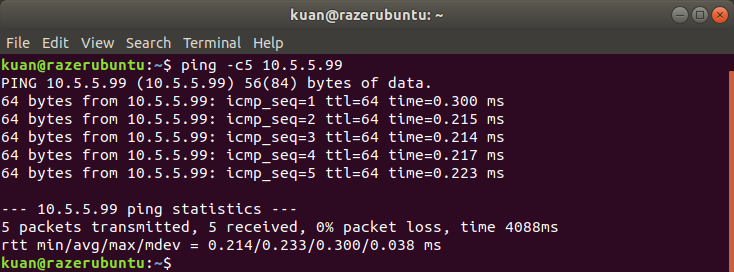 kuan@razerubuntu: ~
File Edit View Search Terminal Help
kuan@razerubuntu:~$ ping -c5 10.5.5.99
PING 10.5.5.99 (10.5.5.99) 56(84) bytes of data.
64 bytes from 10.5.5.99: icmp_seq=1 ttl=64 time=0.300 ms
64 bytes from 10.5.5.99: icmp_seq=2 ttl=64 time=0.215 ms
64 bytes from 10.5.5.99: icmp_seq=3 ttl=64 time=0.214 ms
64 bytes from 10.5.5.99: icmp_seq=4 ttl=64 time=0.217 ms
64 bytes from 10.5.5.99: icmp_seq=5 ttl=64 time=0.223 ms
--- 10.5.5.99 ping statistics ---
5 packets transmitted, 5 received, 0% packet loss, time 4088ms
rtt min/avg/max/mdev = 0.214/0.233/0.300/0.038 ms
kuan@razerubuntu:~$